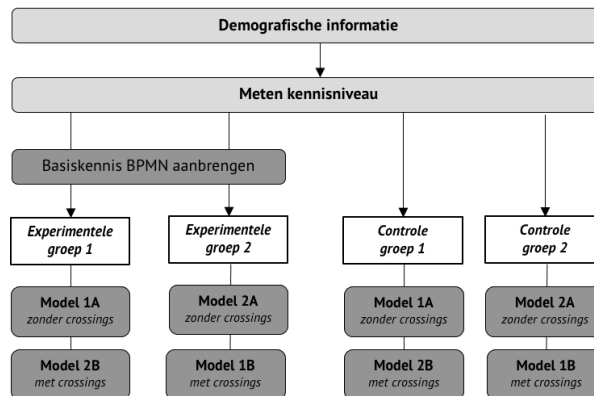 Demografische informatie
Meten kennisniveau
Basiskennis BPMN aanbrengen
Experimentele
groep 1
Experimentele
groep 2
Controle
groep 1
Controle
groep 2
Model 1A
zonder crossings
Model 2A
zonder crossings
Model 1A
zonder crossings
Model 2A
zonder crossings
Model 2B
met crossings
Model 1B
met crossings
Model 2B
met crossings
Model 1B
met crossings